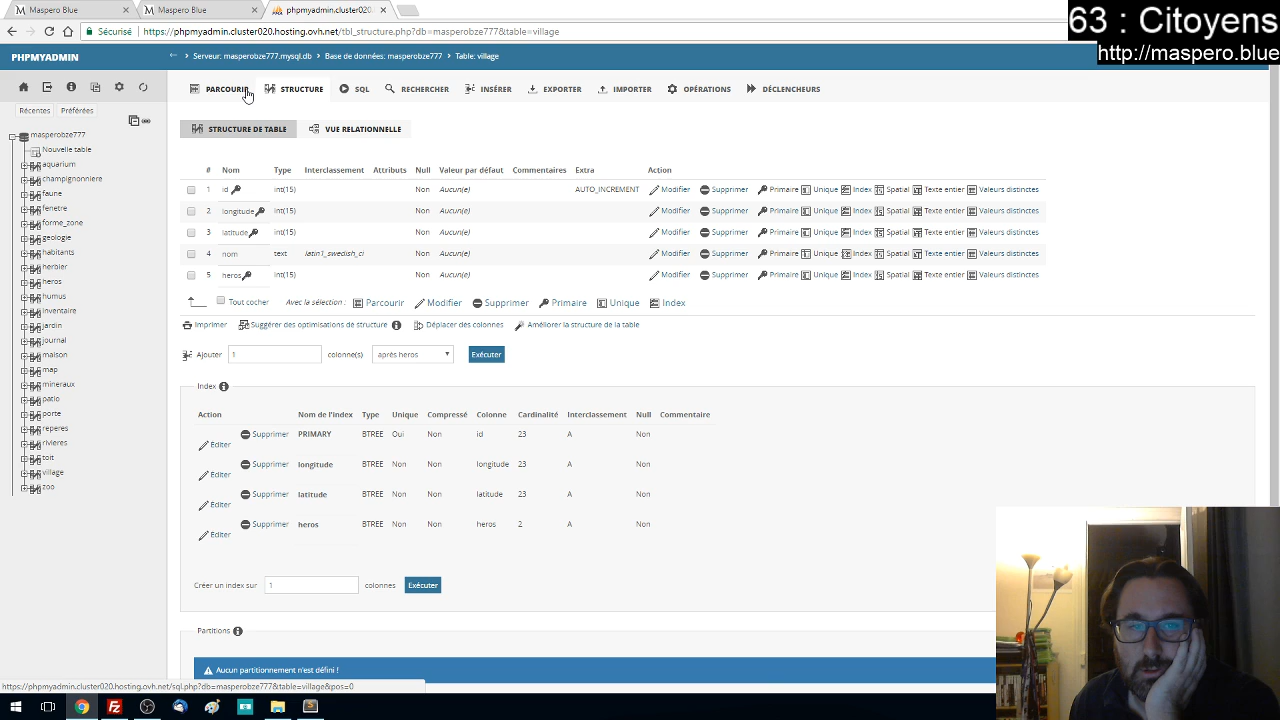 Maspero Blue
Maspero Blue
phpmyadmin.cluster020.h
63 : Citoyens
Sécurisé
https://phpmyadmin.cluster020.hosting.ovh.net/tbl_structure.php?db=masperobze777&table=village
http://maspero.blue
PHPMYADMIN
Serveur: masperobze777.mysql.db » Base de données: masperobze777 » Table: village
PARCOURIR STRUCTURE SQL RECHERCHER INSÉRER EXPORTER IMPORTER OPÉRATIONS DÉCLENCHEURS
Récentes Préférées
STRUCTURE DE TABLE VUE RELATIONNELLE
masperobze777
Nouvelle table
aquarium
champignonniere
faune
fenetre
forme_zone
geologie
habitants
herbier
heros
humus
inventaire
jardin
journal
maison
map
mineraux
patio
porte
reperes
rivieres
toit
village
zoo
# Nom Type Interclassement Attributs Null Valeur par défaut Commentaires Extra Action
1 id int(15) Non Aucun(e) AUTO_INCREMENT Modifier Supprimer Primaire Unique Index Spatial Texte entier Valeurs distinctes
2 longitude int(15) Non Aucun(e) Modifier Supprimer Primaire Unique Index Spatial Texte entier Valeurs distinctes
3 latitude int(15) Non Aucun(e) Modifier Supprimer Primaire Unique Index Spatial Texte entier Valeurs distinctes
4 nom text latin1_swedish_ci Non Aucun(e) Modifier Supprimer Primaire Unique Index Spatial Texte entier Valeurs distinctes
5 heros int(15) Non Aucun(e) Modifier Supprimer Primaire Unique Index Spatial Texte entier Valeurs distinctes
Tout cocher Avec la sélection : Parcourir Modifier Supprimer Primaire Unique Index
Imprimer Suggérer des optimisations de structure Déplacer des colonnes Améliorer la structure de la table
Ajouter 1 colonne(s) après heros Exécuter
Index
Action Nom de l'index Type Unique Compressé Colonne Cardinalité Interclassement Null Commentaire
Editer Supprimer PRIMARY BTREE Oui Non id 23 A Non
Editer Supprimer longitude BTREE Non Non longitude 23 A Non
Editer Supprimer latitude BTREE Non Non latitude 23 A Non
Editer Supprimer heros BTREE Non Non heros 2 A Non
Créer un index sur 1 colonnes Exécuter
Partitions
Aucun partitionnement n'est défini !
https://phpmyadmin.cluster020.hosting.ovh.net/sql.php?db=masperobze777&table=village&pos=0